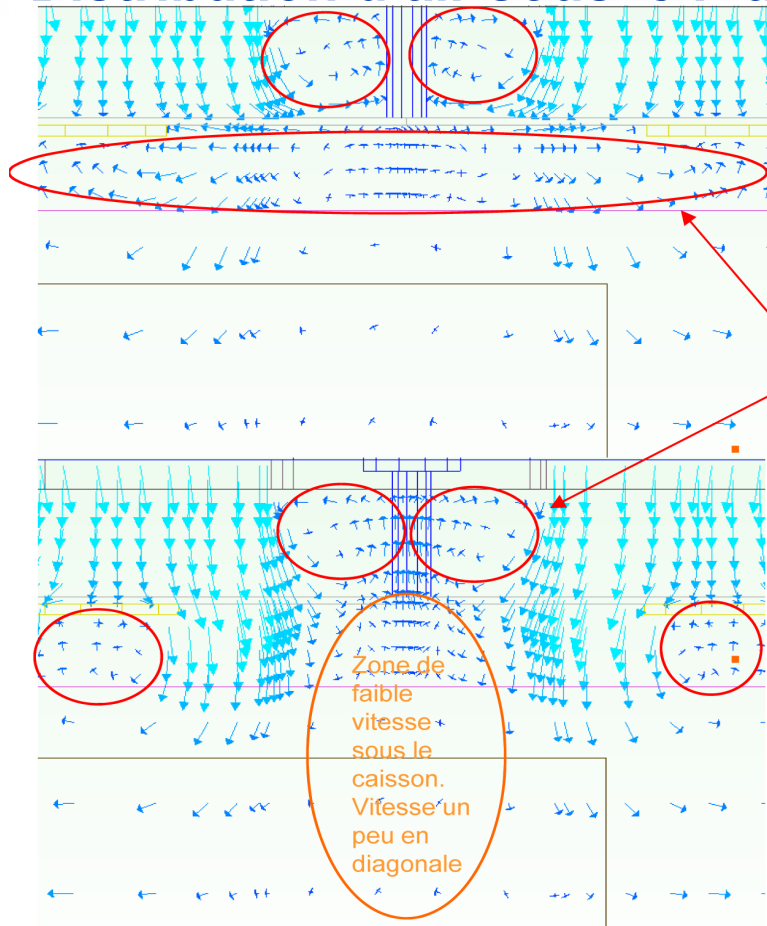 Zone de
faible
vitesse
sous le
caisson.
Vitesse un
peu en
diagonale